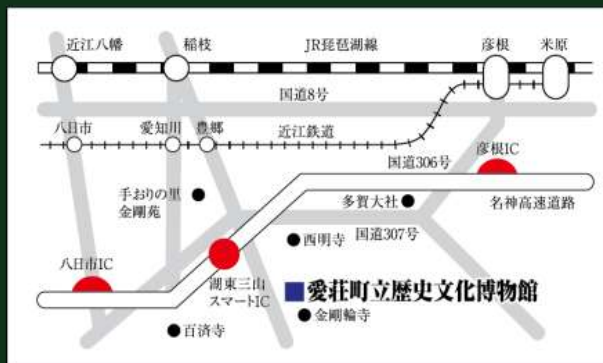 近江八幡
稲枝
JR琵琶湖線
彦根
米原
国道8号
八日市
愛知川
豊郷
近江鉄道
彦根IC
国道306号
手おりの里
金剛苑
多賀大社
名神高速道路
国道307号
西明寺
八日市IC
湖東三山
スマートIC
愛荘町立歴史文化博物館
金剛輪寺
百済寺